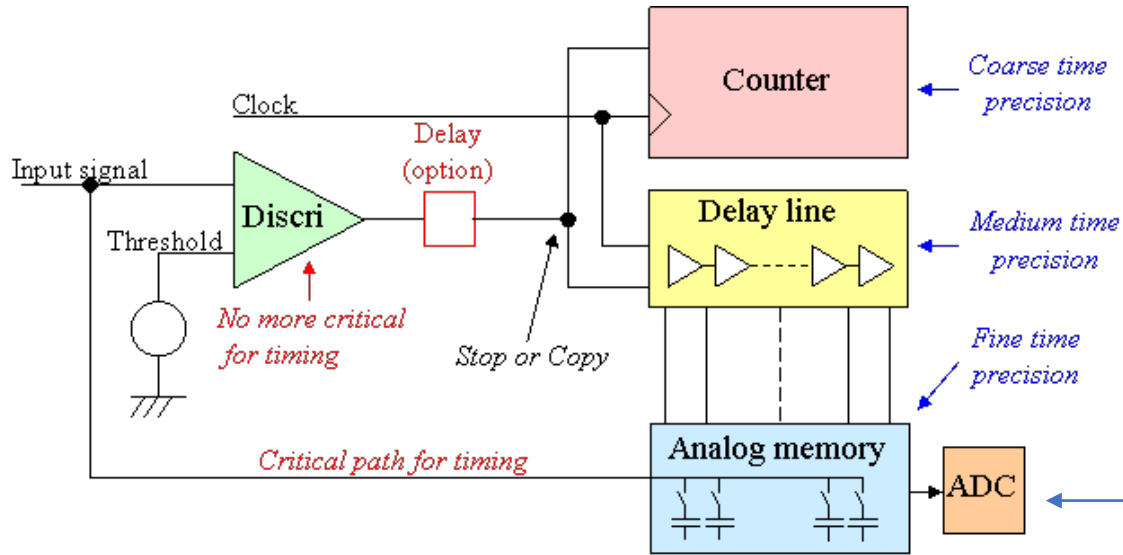 Counter
Coarse time
precision
Clock
Delay
(option)
Input signal
Discri
Delay line
Medium time
precision
Threshold
No more critical
for timing
Stop or Copy
Fine time
precision
Analog memory
Critical path for timing
ADC